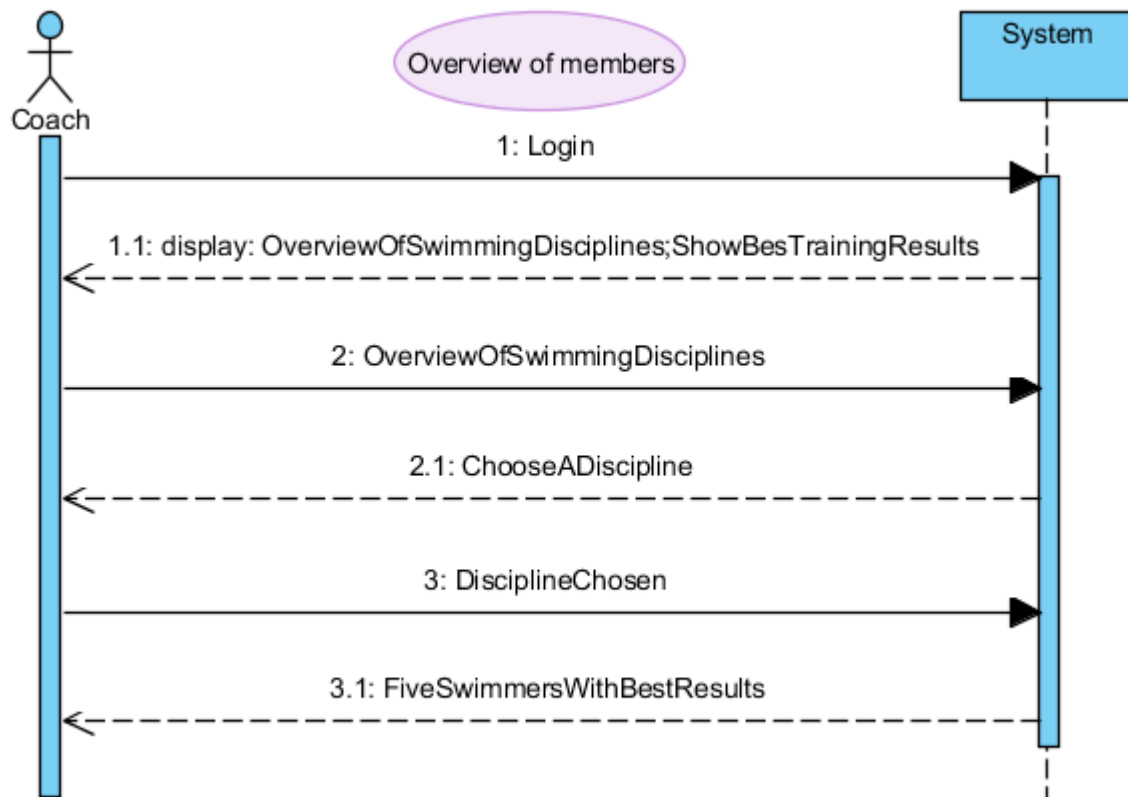 Overview of members
System
Coach
1: Login
1.1: display: OverviewOfSwimmingDisciplines;ShowBesTrainingResults
2: OverviewOfSwimmingDisciplines
2.1: ChooseADiscipline
3: DisciplineChosen
3.1: FiveSwimmersWithBestResults